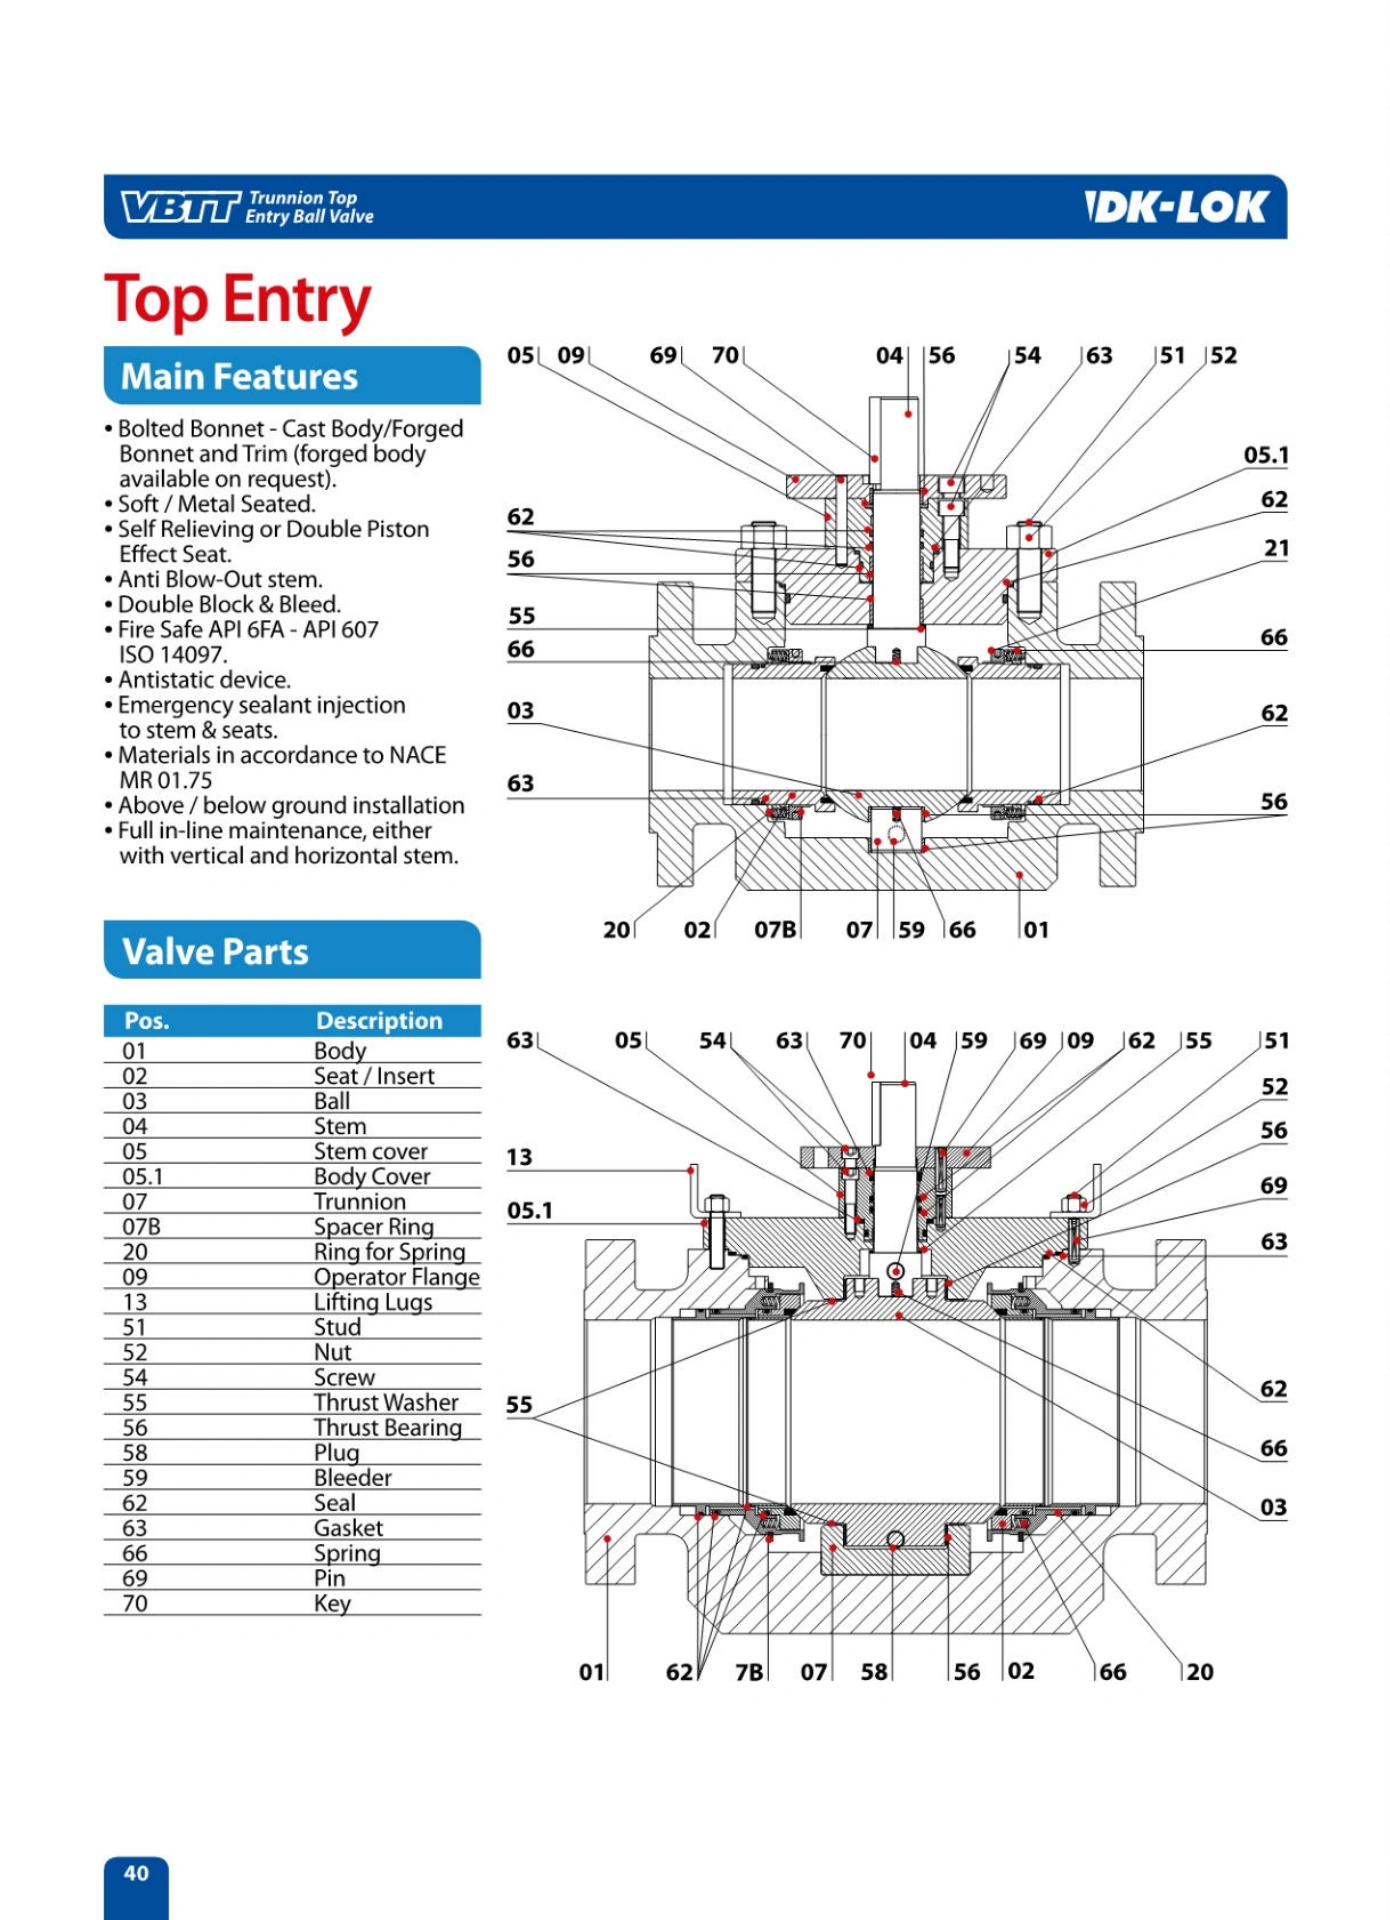 VBTT Trunnion Top
Entry Ball Valve
DK-LOK
Top Entry
Main Features
• Bolted Bonnet - Cast Body/Forged
Bonnet and Trim (forged body
available on request).
• Soft / Metal Seated.
• Self Relieving or Double Piston
Effect Seat.
• Anti Blow-Out stem.
• Double Block & Bleed.
• Fire Safe API 6FA - API 607
ISO 14097.
• Antistatic device.
• Emergency sealant injection
to stem & seats.
• Materials in accordance to NACE
MR 01.75
• Above / below ground installation
• Full in-line maintenance, either
with vertical and horizontal stem.
05 09 69 70 04 56 54 63 51 52
05.1
62 62
21
56
55
66 66
03 62
63
56
20 02 07B 07 59 66 01
Valve Parts
Pos. Description
01 Body
02 Seat / Insert
03 Ball
04 Stem
05 Stem cover
05.1 Body Cover
07 Trunnion
07B Spacer Ring
20 Ring for Spring
09 Operator Flange
13 Lifting Lugs
51 Stud
52 Nut
54 Screw
55 Thrust Washer
56 Thrust Bearing
58 Plug
59 Bleeder
62 Seal
63 Gasket
66 Spring
69 Pin
70 Key
63 05 54 63 70 04 59 69 09 62 55 51
52
56
13
69
05.1
63
62
55
66
03
01 62 7B 07 58 56 02 66 20
40